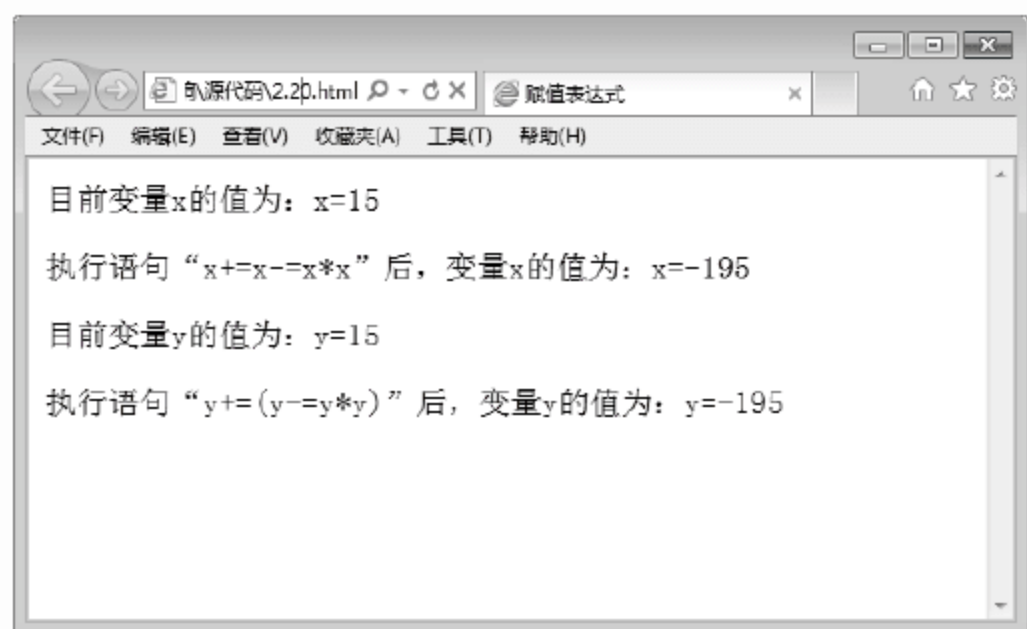 \源代码\2.20.html
赋值表达式
文件(F) 编辑(E) 查看(V) 收藏夹(A) 工具(T) 帮助(H)
目前变量x的值为：x=15
执行语句“x+=x-=x*x”后，变量x的值为：x=-195
目前变量y的值为：y=15
执行语句“y+=(y-=y*y)”后，变量y的值为：y=-195